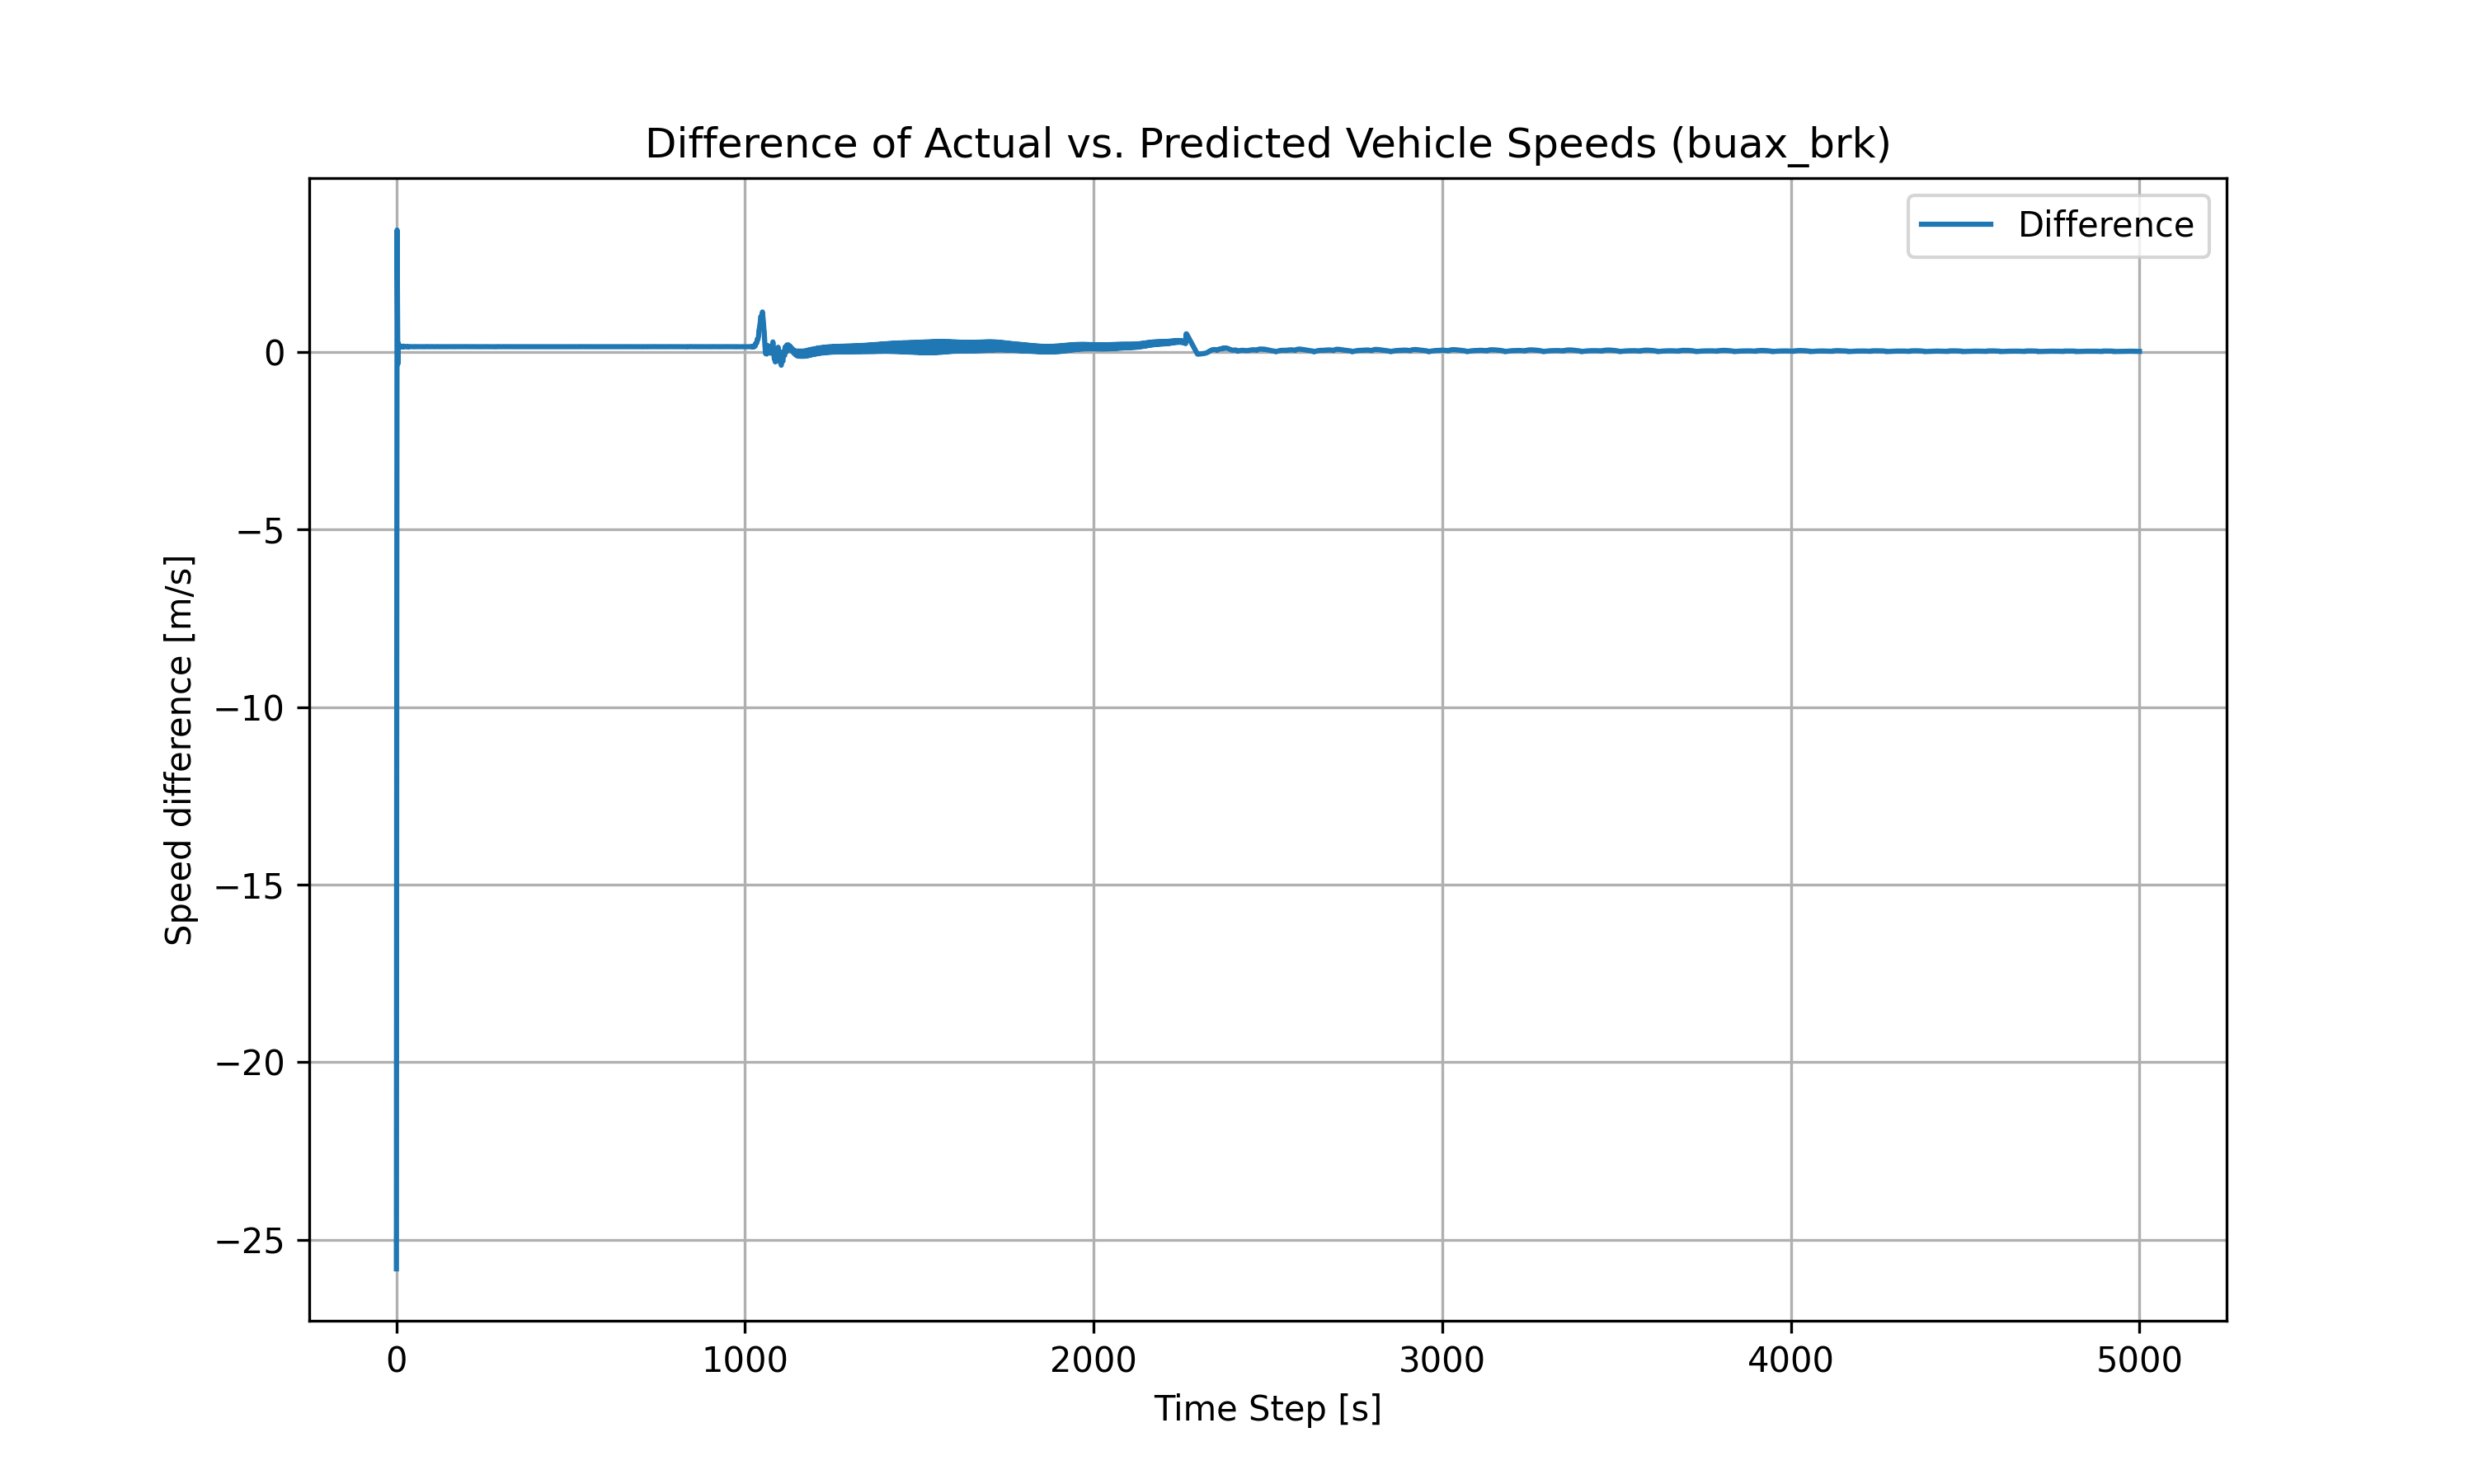 Difference of Actual vs. Predicted Vehicle Speeds (buax_brk)
Difference
0
−5
−10
−15
−20
−25
Speed difference [m/s]
0 1000 2000 3000 4000 5000
Time Step [s]